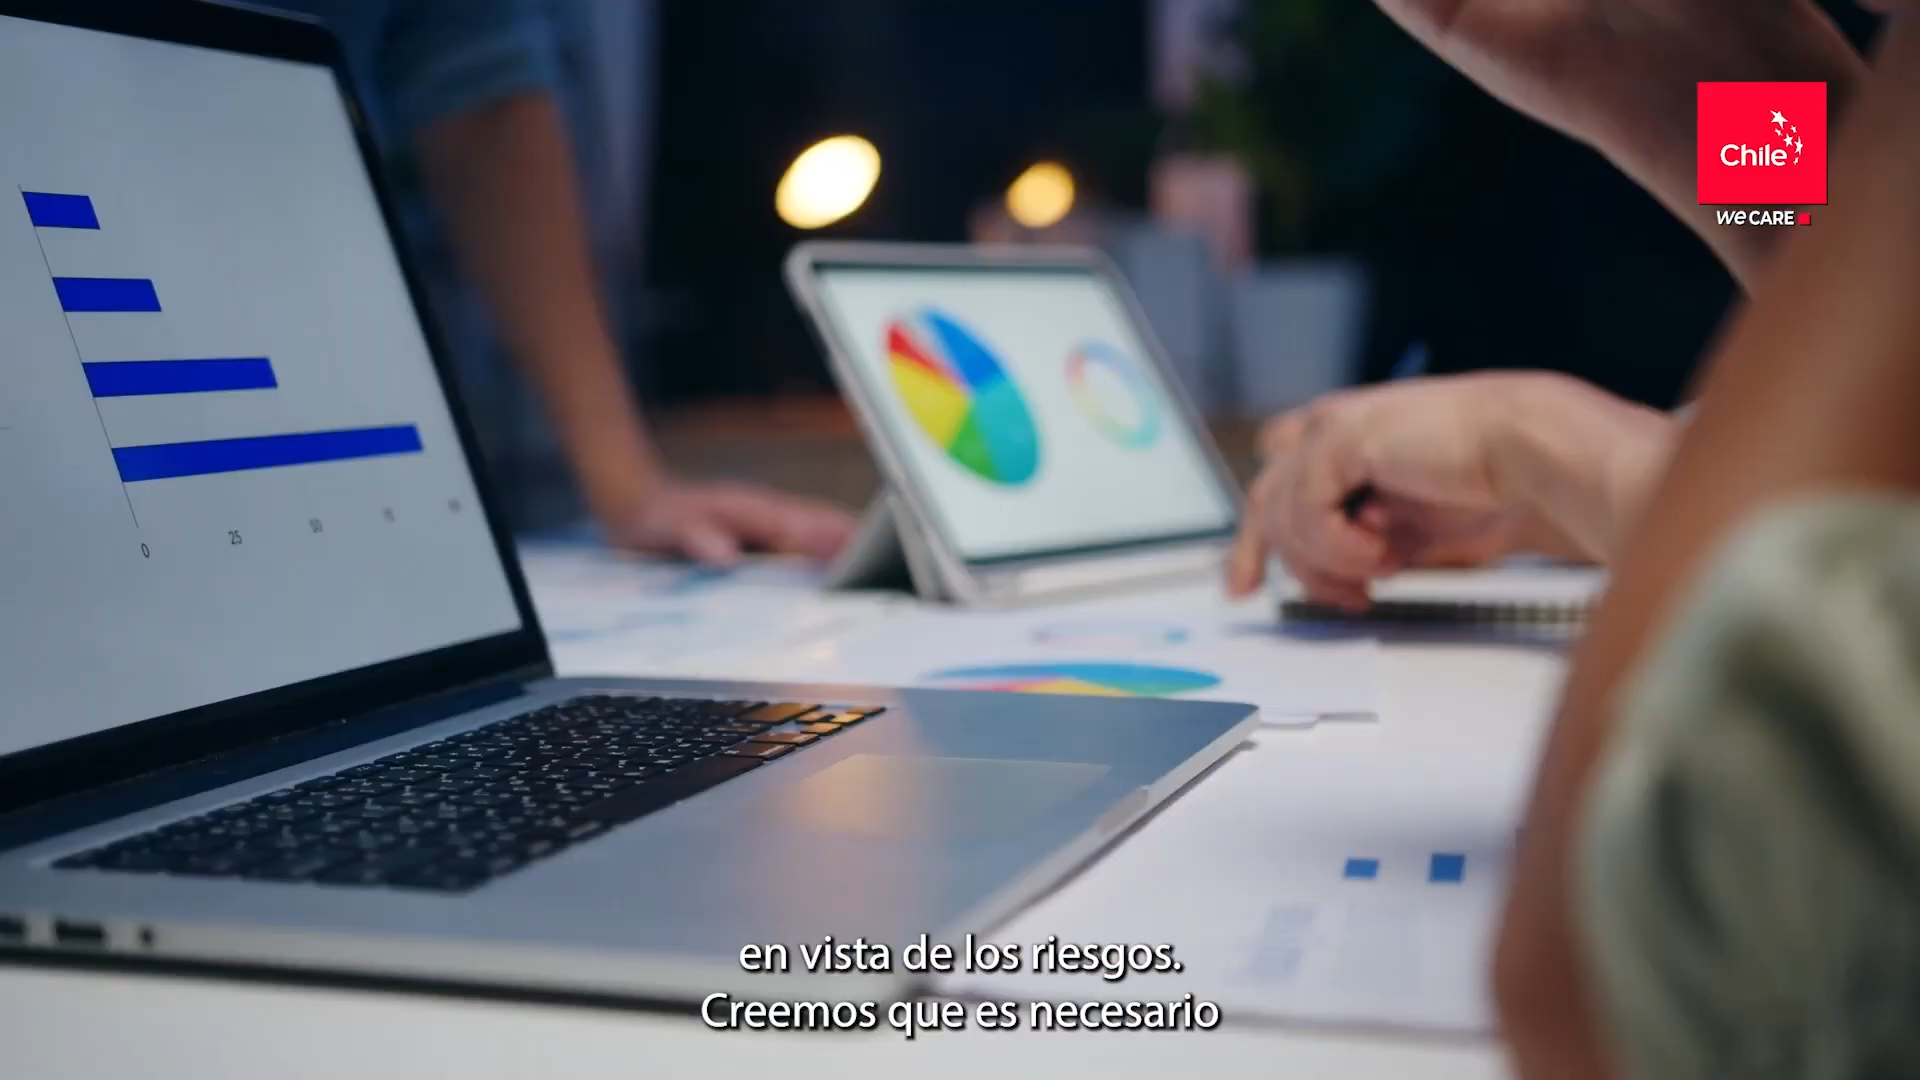 Chile
we CARE
0
25
50
en vista de los riesgos.
Creemos que es necesario